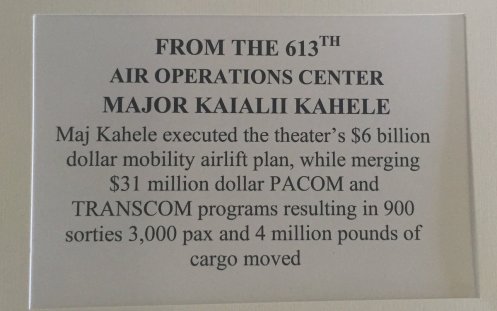 FROM THE 613TH
AIR OPERATIONS CENTER
MAJOR KAIALII KAHELE
Maj Kahele executed the theater's $6 billion
dollar mobility airlift plan, while merging
$31 million dollar PACOM and
TRANSCOM programs resulting in 900
sorties 3,000 pax and 4 million pounds of
cargo moved